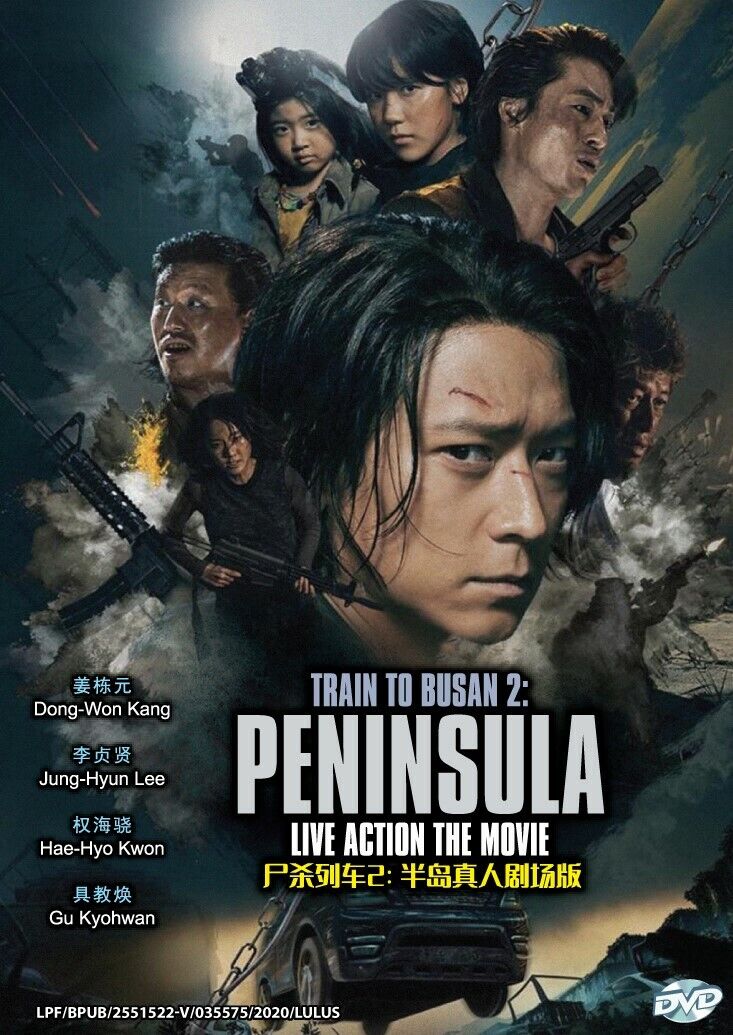 姜栋元
Dong-Won Kang
李贞贤
Jung-Hyun Lee
权海骁
Hae-Hyo Kwon
具教焕
Gu Kyohwan
TRAIN TO BUSAN 2:
PENINSULA
LIVE ACTION THE MOVIE
尸杀列车2: 半岛真人剧场版
LPF/BPUB/2551522-V/035575/2020/LULUS
DVD